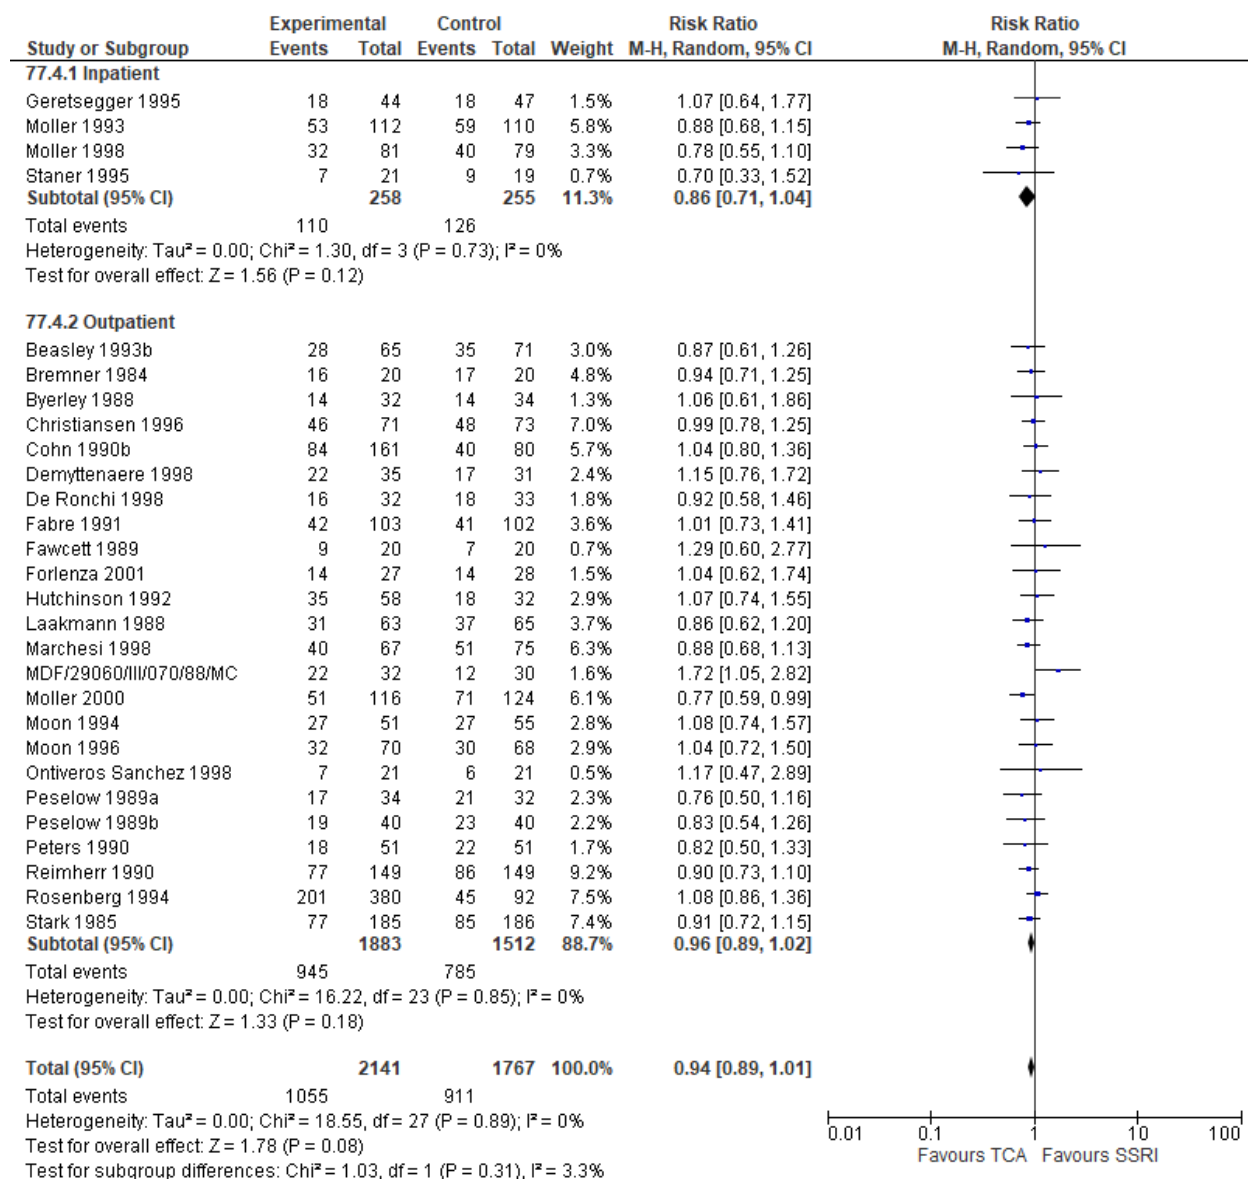 Experimental Control Risk Ratio Risk Ratio
Study or Subgroup Events Total Events Total Weight M-H, Random, 95% CI M-H, Random, 95% CI
77.4.1 Inpatient
Geretsegger 1995 18 44 18 47 1.5% 1.07 [0.64, 1.77]
Moller 1993 53 112 59 110 5.8% 0.88 [0.68, 1.15]
Moller 1998 32 81 40 79 3.3% 0.78 [0.55, 1.10]
Staner 1995 7 21 9 19 0.7% 0.70 [0.33, 1.52]
Subtotal (95% CI) 258 255 11.3% 0.86 [0.71, 1.04]
Total events 110 126
Heterogeneity: Tau² = 0.00; Chi² = 1.30, df = 3 (P = 0.73); I² = 0%
Test for overall effect: Z = 1.56 (P = 0.12)
77.4.2 Outpatient
Beasley 1993b 28 65 35 71 3.0% 0.87 [0.61, 1.26]
Bremner 1984 16 20 17 20 4.8% 0.94 [0.71, 1.25]
Byerley 1988 14 32 14 34 1.3% 1.06 [0.61, 1.86]
Christiansen 1996 46 71 48 73 7.0% 0.99 [0.78, 1.25]
Cohn 1990b 84 161 40 80 5.7% 1.04 [0.80, 1.36]
Demyttenaere 1998 22 35 17 31 2.4% 1.15 [0.76, 1.72]
De Ronchi 1998 16 32 18 33 1.8% 0.92 [0.58, 1.46]
Fabre 1991 42 103 41 102 3.6% 1.01 [0.73, 1.41]
Fawcett 1989 9 20 7 20 0.7% 1.29 [0.60, 2.77]
Forlenza 2001 14 27 14 28 1.5% 1.04 [0.62, 1.74]
Hutchinson 1992 35 58 18 32 2.9% 1.07 [0.74, 1.55]
Laakmann 1988 31 63 37 65 3.7% 0.86 [0.62, 1.20]
Marchesi 1998 40 67 51 75 7.2% 0.88 [0.68, 1.13]
MDF/29060/III/070/88/MC 22 32 12 30 1.6% 1.72 [1.05, 2.82]
Moller 2000 51 116 71 124 6.1% 0.77 [0.59, 0.99]
Moon 1994 27 51 27 55 2.8% 1.08 [0.74, 1.57]
Moon 1996 32 70 30 68 2.9% 1.04 [0.72, 1.50]
Ontiveros Sanchez 1998 7 21 6 21 0.5% 1.17 [0.47, 2.89]
Peselow 1989a 17 34 21 32 2.3% 0.76 [0.50, 1.16]
Peselow 1989b 19 40 23 40 2.2% 0.83 [0.54, 1.26]
Peters 1990 18 51 22 51 1.7% 0.82 [0.50, 1.33]
Reimherr 1990 77 149 86 149 9.2% 0.90 [0.73, 1.10]
Rosenberg 1994 201 380 45 92 7.5% 1.08 [0.86, 1.36]
Stark 1985 77 185 85 186 7.4% 0.91 [0.72, 1.15]
Subtotal (95% CI) 1883 1512 88.7% 0.96 [0.89, 1.02]
Total events 945 785
Heterogeneity: Tau² = 0.00; Chi² = 16.22, df = 23 (P = 0.85); I² = 0%
Test for overall effect: Z = 1.33 (P = 0.18)
Total (95% CI) 2141 1767 100.0% 0.94 [0.89, 1.01]
Total events 1055 911
Heterogeneity: Tau² = 0.00; Chi² = 18.55, df = 27 (P = 0.89); I² = 0%
Test for overall effect: Z = 1.78 (P = 0.08)
Test for subgroup differences: Chi² = 1.03, df = 1 (P = 0.31), I² = 3.3%
0.01 0.1 1 10 100
Favours TCA Favours SSRI